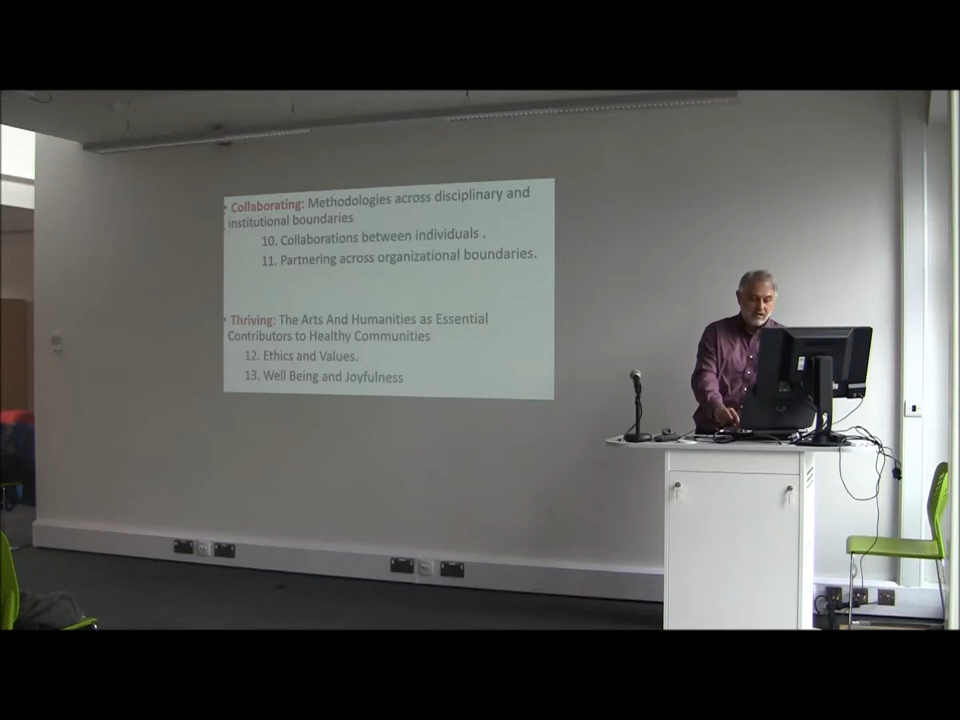 • Collaborating: Methodologies across disciplinary and
institutional boundaries
10. Collaborations between individuals .
11. Partnering across organizational boundaries.
• Thriving: The Arts And Humanities as Essential
Contributors to Healthy Communities
12. Ethics and Values.
13. Well Being and Joyfulness